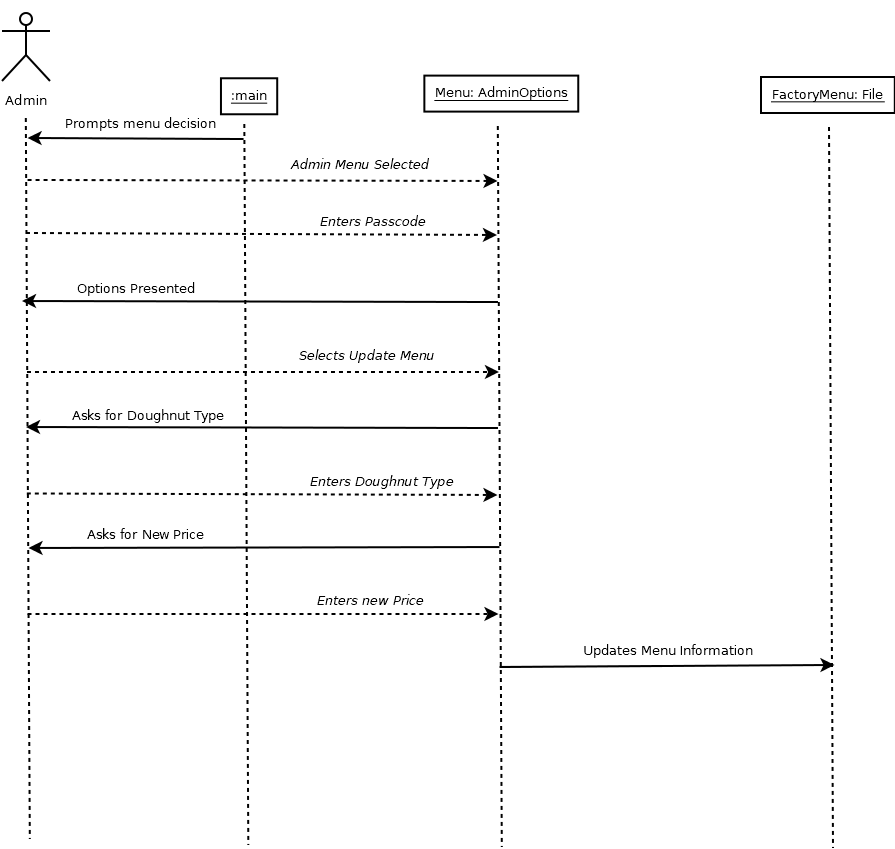 Admin
:main
Menu: AdminOptions
FactoryMenu: File
Prompts menu decision
Admin Menu Selected
Enters Passcode
Options Presented
Selects Update Menu
Asks for Doughnut Type
Enters Doughnut Type
Asks for New Price
Enters new Price
Updates Menu Information